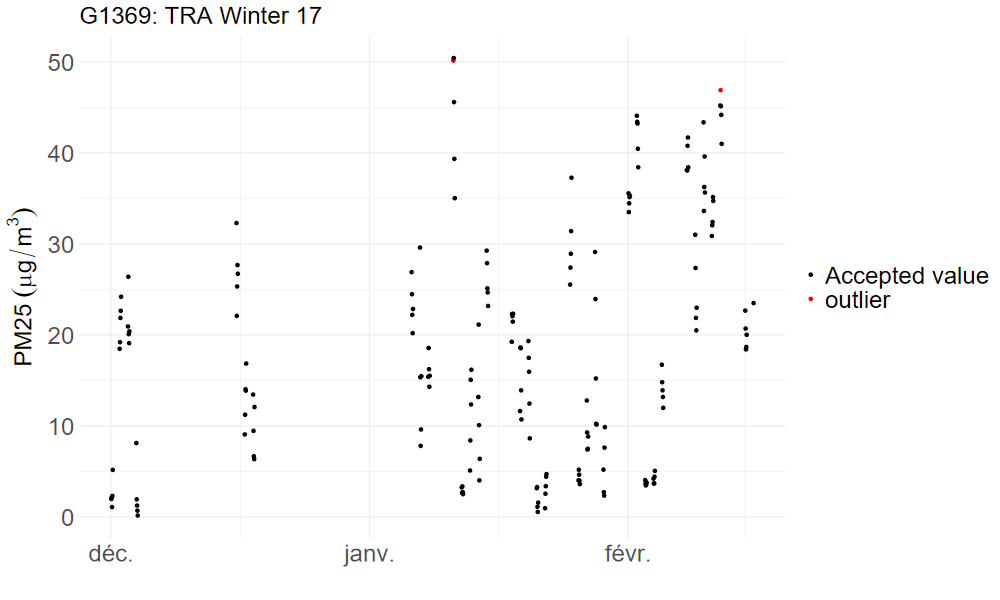 G1369: TRA Winter 17
PM25 (μg/m³)
50
40
30
20
10
0
déc.
janv.
févr.
Accepted value
outlier